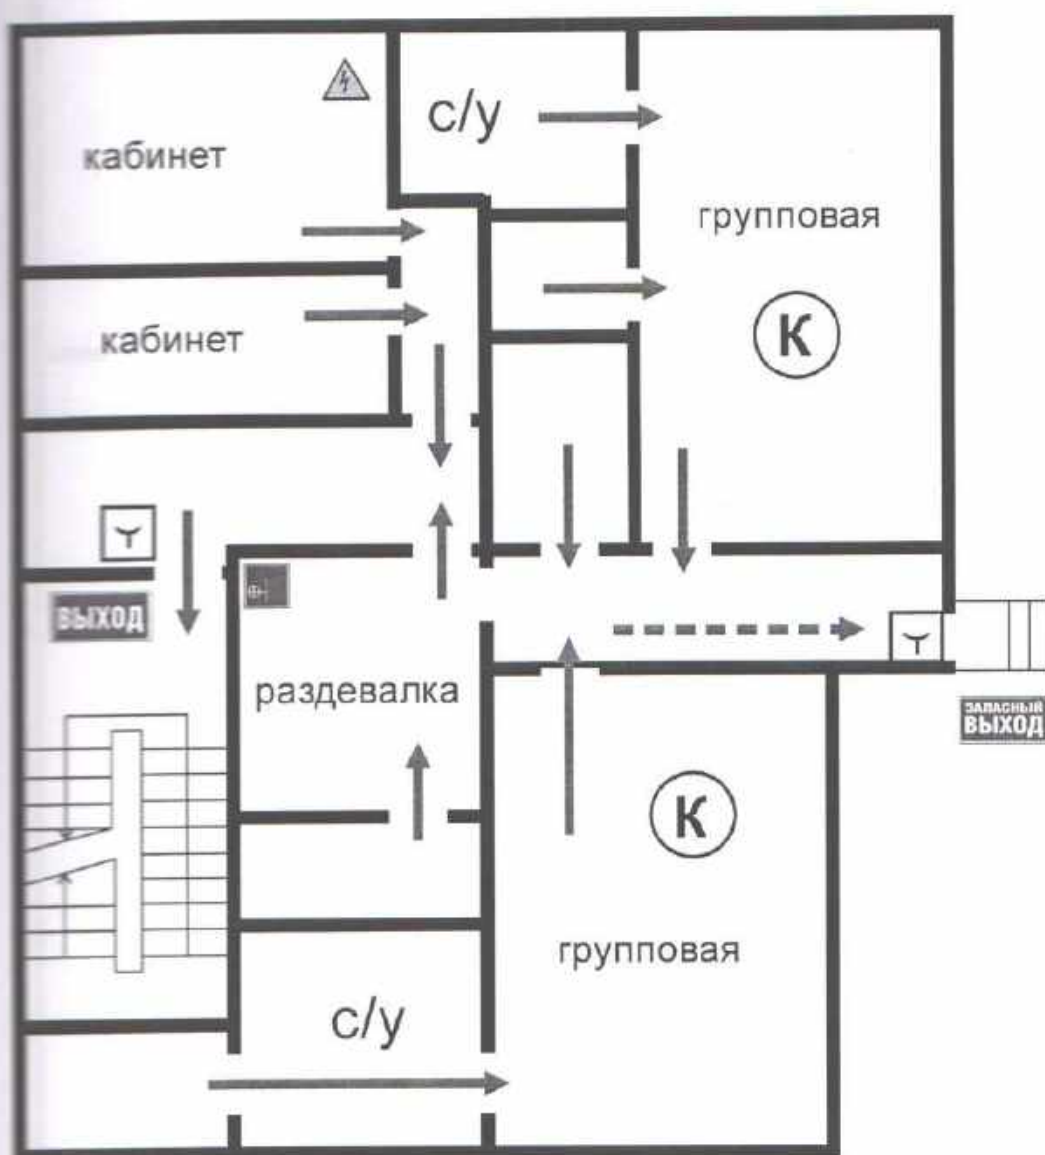 с/у
кабинет
групповая
кабинет
К
ВЫХОД
раздевалка
ЗАПАСНЫЙ
ВЫХОД
К
групповая
с/у